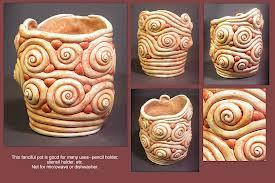 This fanciful pot is good for many uses--pencil holder,
utensil holder, etc.
Not for microwave or dishwasher.